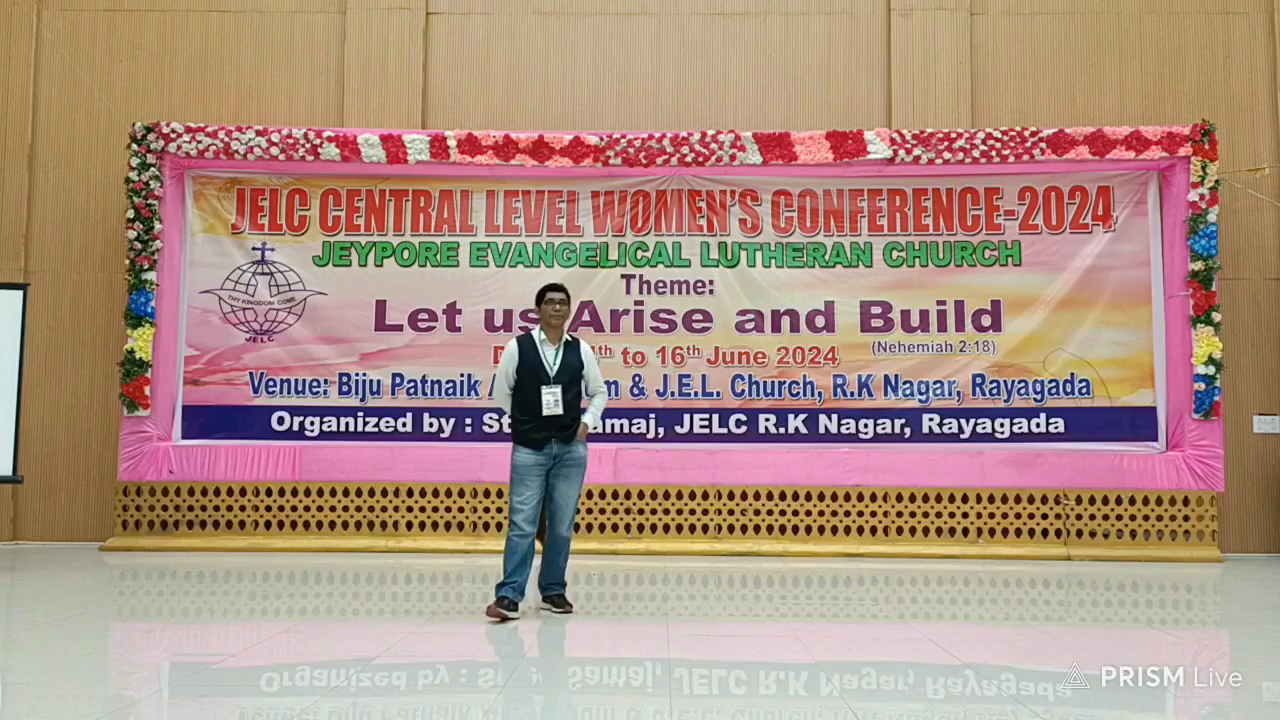 JELC CENTRAL LEVEL WOMEN'S CONFERENCE-2024
JEYPORE EVANGELICAL LUTHERAN CHURCH
THY KINGDOM COME
JELC
Theme:
Let us Arise and Build
(Nehemiah 2:18)
th to 16th June 2024
Venue: Biju Patnaik & J.E.L. Church, R.K Nagar, Rayagada
Organized by : Samaj, JELC R.K Nagar, Rayagada
PRISM Live